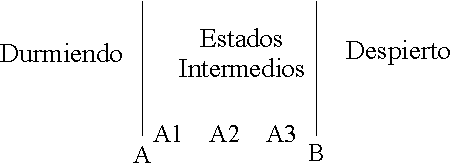 Durmiendo
Estados
Intermedios
Despierto
A1 A2 A3
A
B